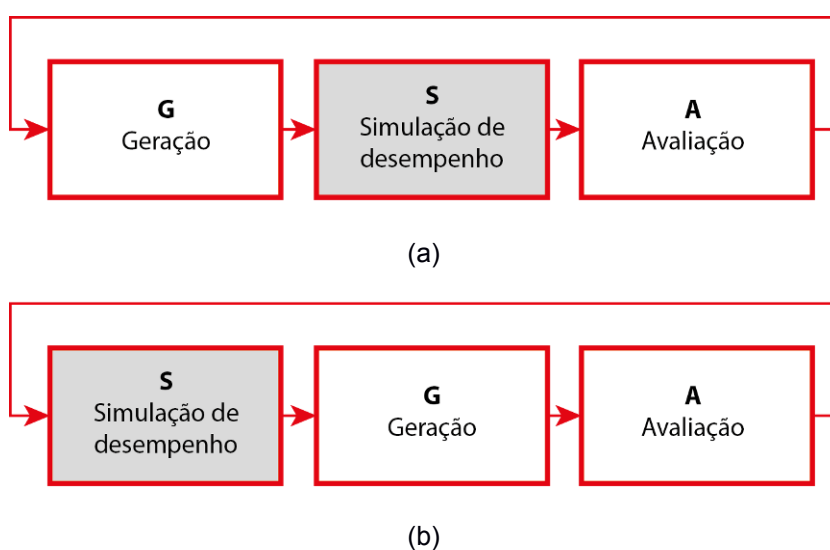 G
Geração
S
Simulação de
desempenho
A
Avaliação
(a)
S
Simulação de
desempenho
G
Geração
A
Avaliação
(b)